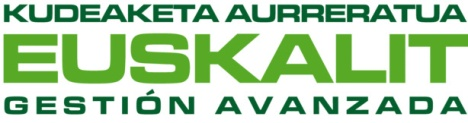 KUDEAKETA AURRERATUA
EUSKALIT
GESTIÓN AVANZADA